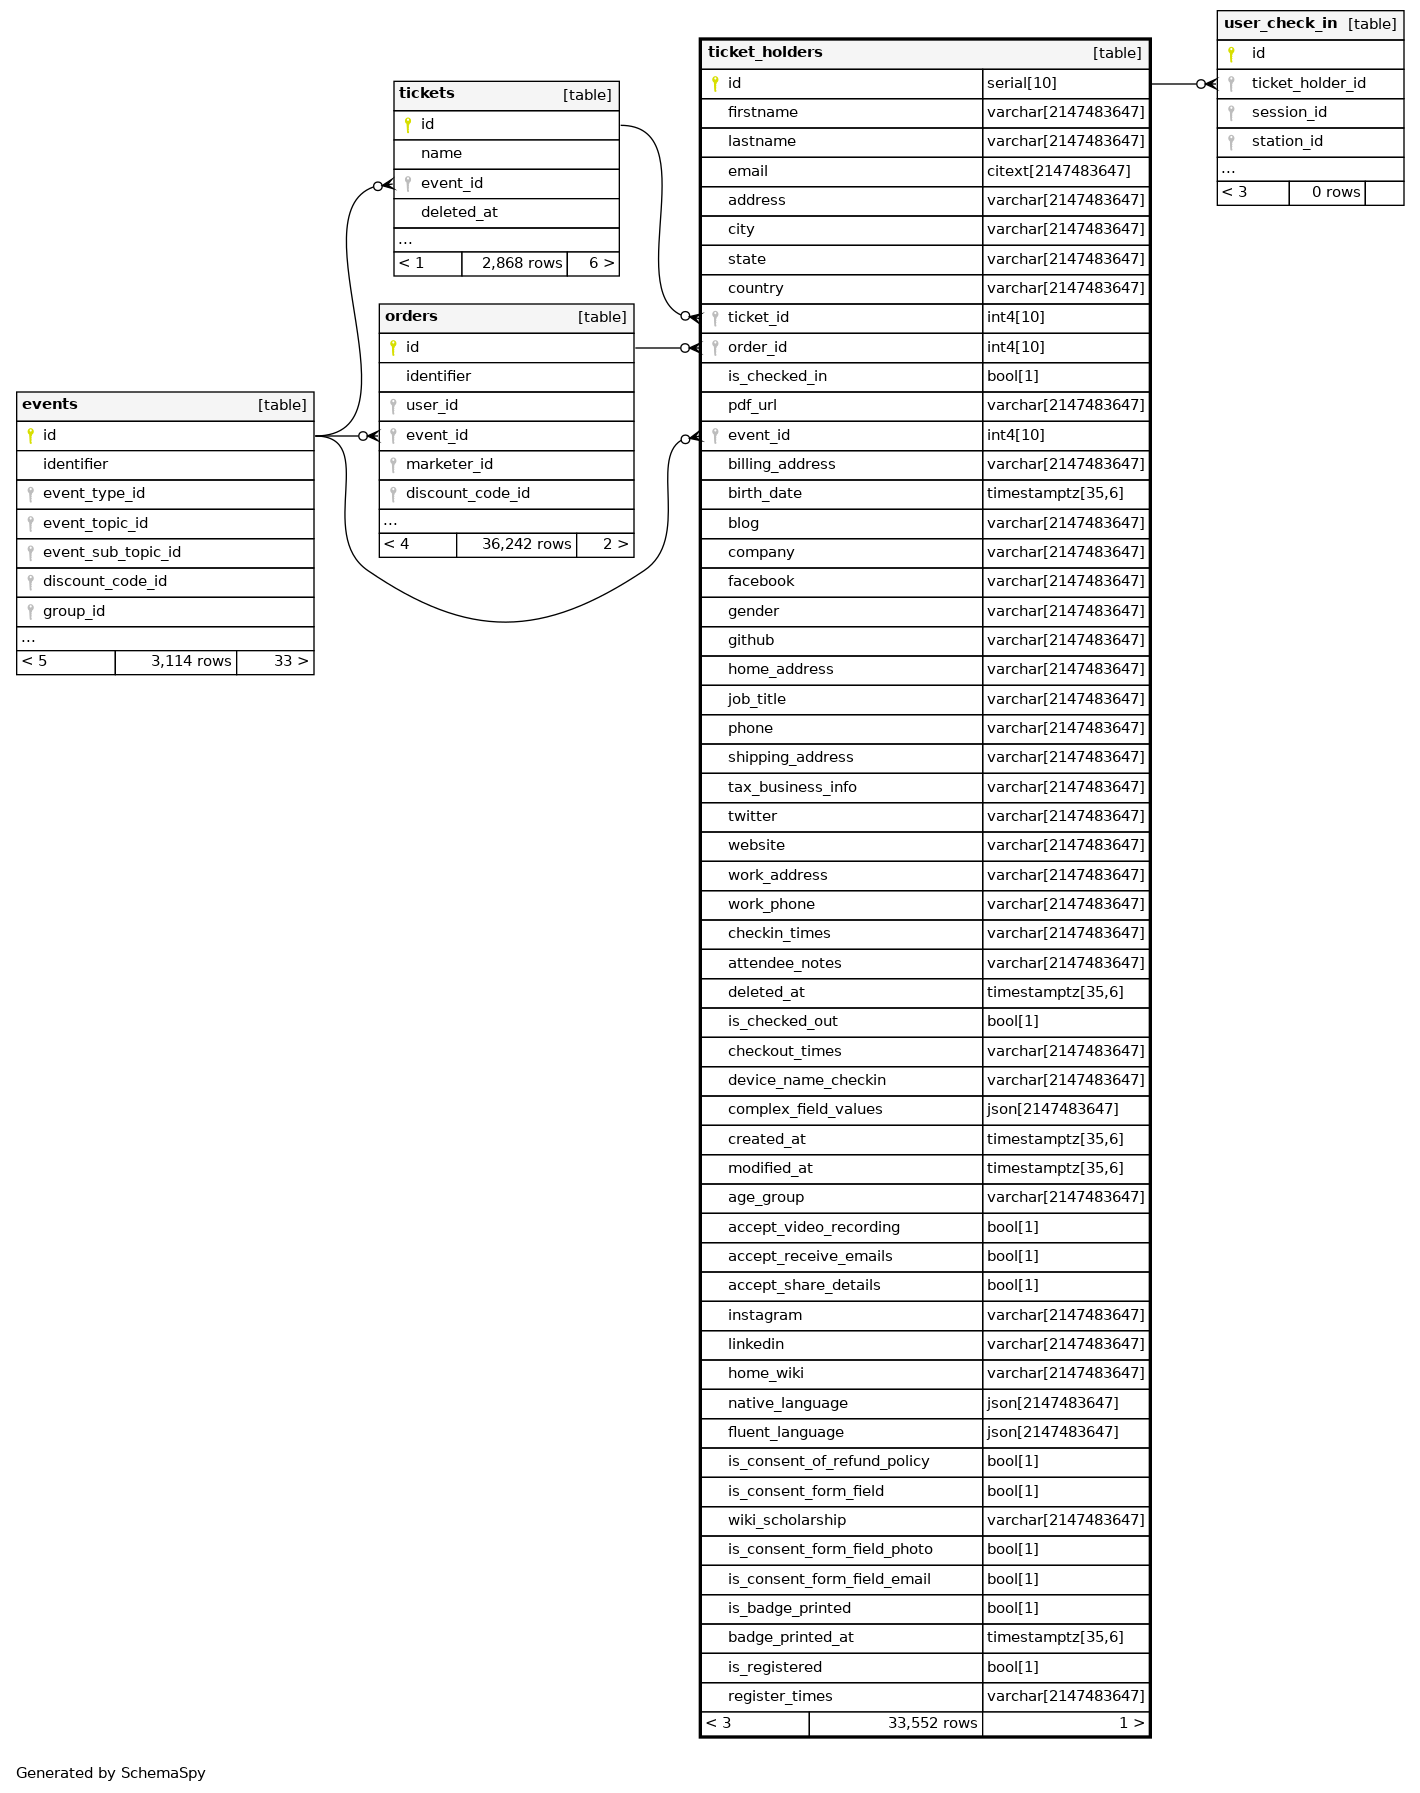 user_check_in [table]
id
ticket_holder_id
session_id
station_id
...
< 3 0 rows
ticket_holders [table]
id serial[10]
firstname varchar[2147483647]
lastname varchar[2147483647]
email citext[2147483647]
address varchar[2147483647]
city varchar[2147483647]
state varchar[2147483647]
country varchar[2147483647]
ticket_id int4[10]
order_id int4[10]
is_checked_in bool[1]
pdf_url varchar[2147483647]
event_id int4[10]
billing_address varchar[2147483647]
birth_date timestamptz[35,6]
blog varchar[2147483647]
company varchar[2147483647]
facebook varchar[2147483647]
gender varchar[2147483647]
github varchar[2147483647]
home_address varchar[2147483647]
job_title varchar[2147483647]
phone varchar[2147483647]
shipping_address varchar[2147483647]
tax_business_info varchar[2147483647]
twitter varchar[2147483647]
website varchar[2147483647]
work_address varchar[2147483647]
work_phone varchar[2147483647]
checkin_times varchar[2147483647]
attendee_notes varchar[2147483647]
deleted_at timestamptz[35,6]
is_checked_out bool[1]
checkout_times varchar[2147483647]
device_name_checkin varchar[2147483647]
complex_field_values json[2147483647]
created_at timestamptz[35,6]
modified_at timestamptz[35,6]
age_group varchar[2147483647]
accept_video_recording bool[1]
accept_receive_emails bool[1]
accept_share_details bool[1]
instagram varchar[2147483647]
linkedin varchar[2147483647]
home_wiki varchar[2147483647]
native_language json[2147483647]
fluent_language json[2147483647]
is_consent_of_refund_policy bool[1]
is_consent_form_field bool[1]
wiki_scholarship varchar[2147483647]
is_consent_form_field_photo bool[1]
is_consent_form_field_email bool[1]
is_badge_printed bool[1]
badge_printed_at timestamptz[35,6]
is_registered bool[1]
register_times varchar[2147483647]
< 3 33,552 rows 1 >
tickets [table]
id
name
event_id
deleted_at
...
< 1 2,868 rows 6 >
orders [table]
id
identifier
user_id
event_id
marketer_id
discount_code_id
...
< 4 36,242 rows 2 >
events [table]
id
identifier
event_type_id
event_topic_id
event_sub_topic_id
discount_code_id
group_id
...
< 5 3,114 rows 33 >
Generated by SchemaSpy